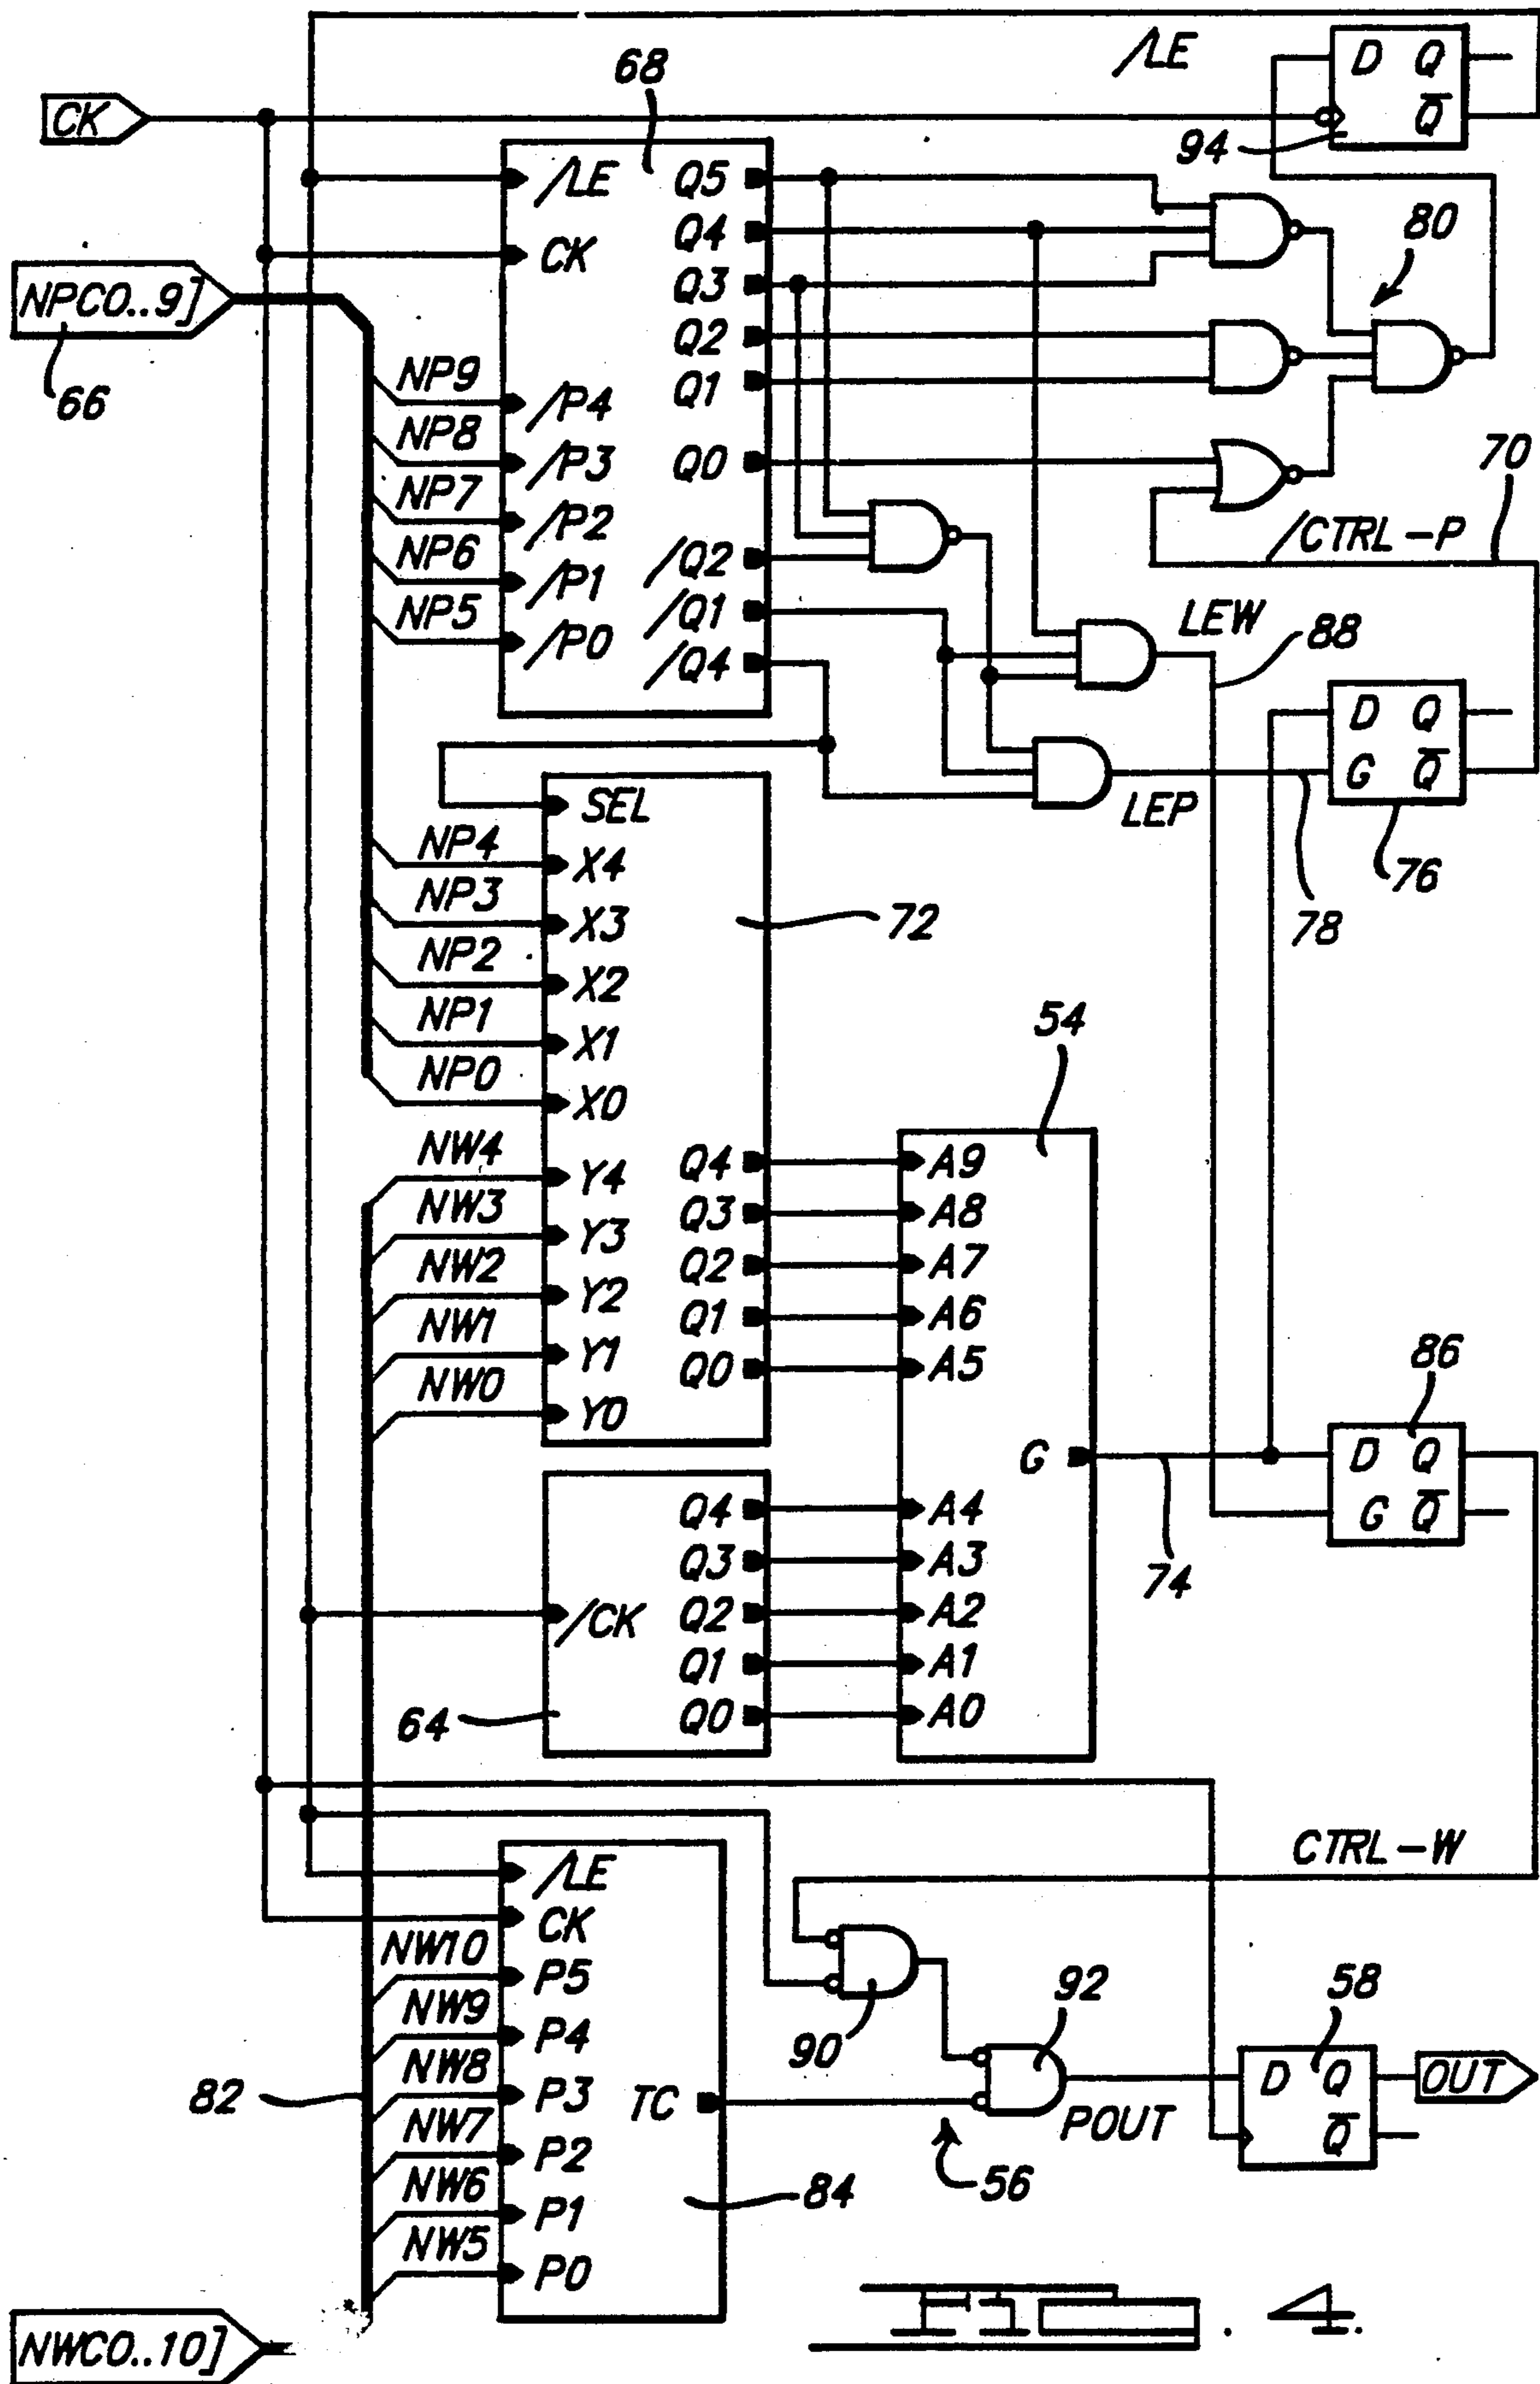 /LE
D Q
Q̅
94
CK
68
/LE
CK
Q5
Q4
Q3
Q2
Q1
Q0
/Q2
/Q1
/Q4
80
NPC0..9]
66
NP9
NP8
NP7
NP6
NP5
/P4
/P3
/P2
/P1
/P0
70
/CTRL-P
LEW
88
D Q
G Q̅
76
LEP
78
SEL
72
NP4
NP3
NP2
NP1
NP0
X4
X3
X2
X1
X0
NW4
NW3
NW2
NW1
NW0
Y4
Y3
Y2
Y1
Y0
Q4
Q3
Q2
Q1
Q0
54
A9
A8
A7
A6
A5
G
A4
A3
A2
A1
A0
74
86
D Q
G Q̅
/CK
Q4
Q3
Q2
Q1
Q0
64
CTRL-W
/LE
CK
NW10
NW9
NW8
NW7
NW6
NW5
P5
P4
P3
P2
P1
P0
TC
82
84
90
92
56
POUT
58
D Q
Q̅
OUT
NWC0..10]
FIG. 4.